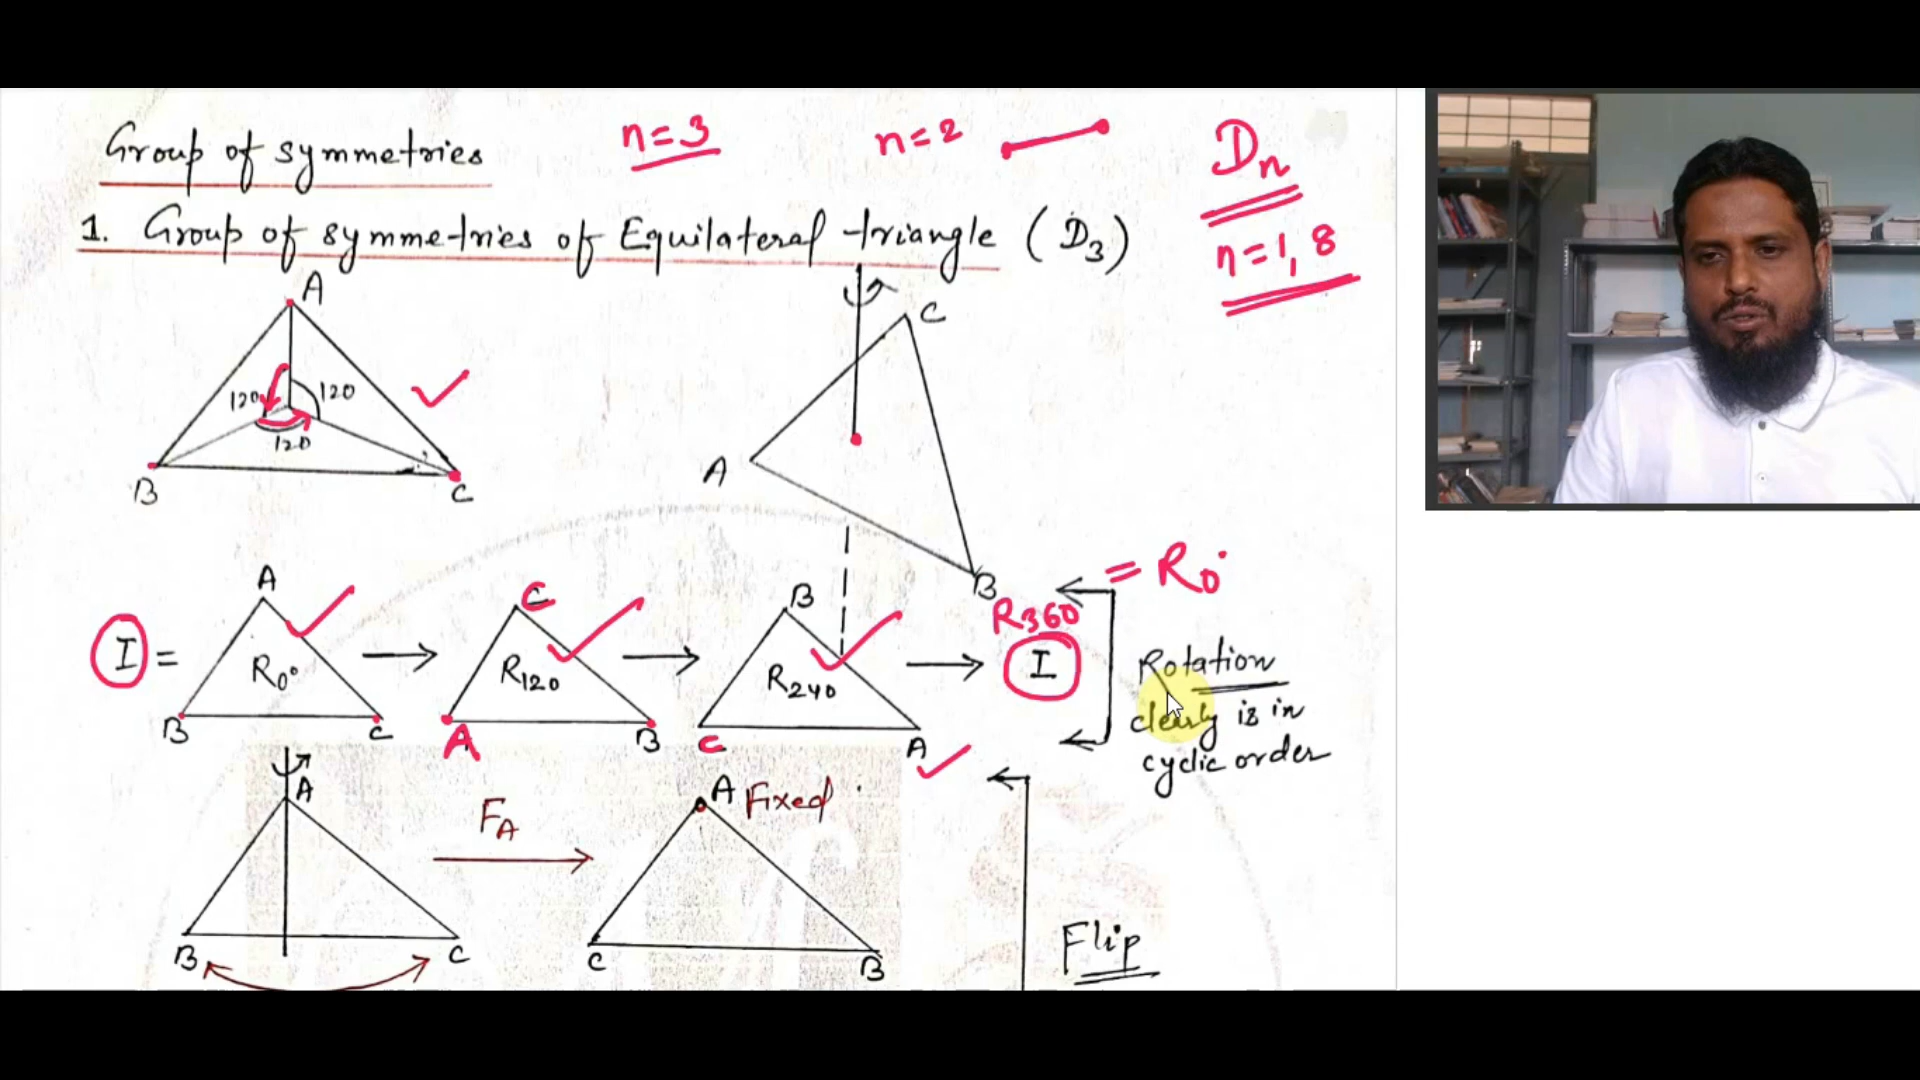 Group of symmetries
n=3
n=2
Dn
n=1, 8
1. Group of symmetries of Equilateral triangle (D3)
A
120
120
120
B
C
C
A
B
I =
A
R0°
B
C
C
R120
A
B
B
R240
C
A
R360
I
= R0°
Rotation
clearly is in
cyclic order
A
B
C
FA
A Fixed
C
B
Flip